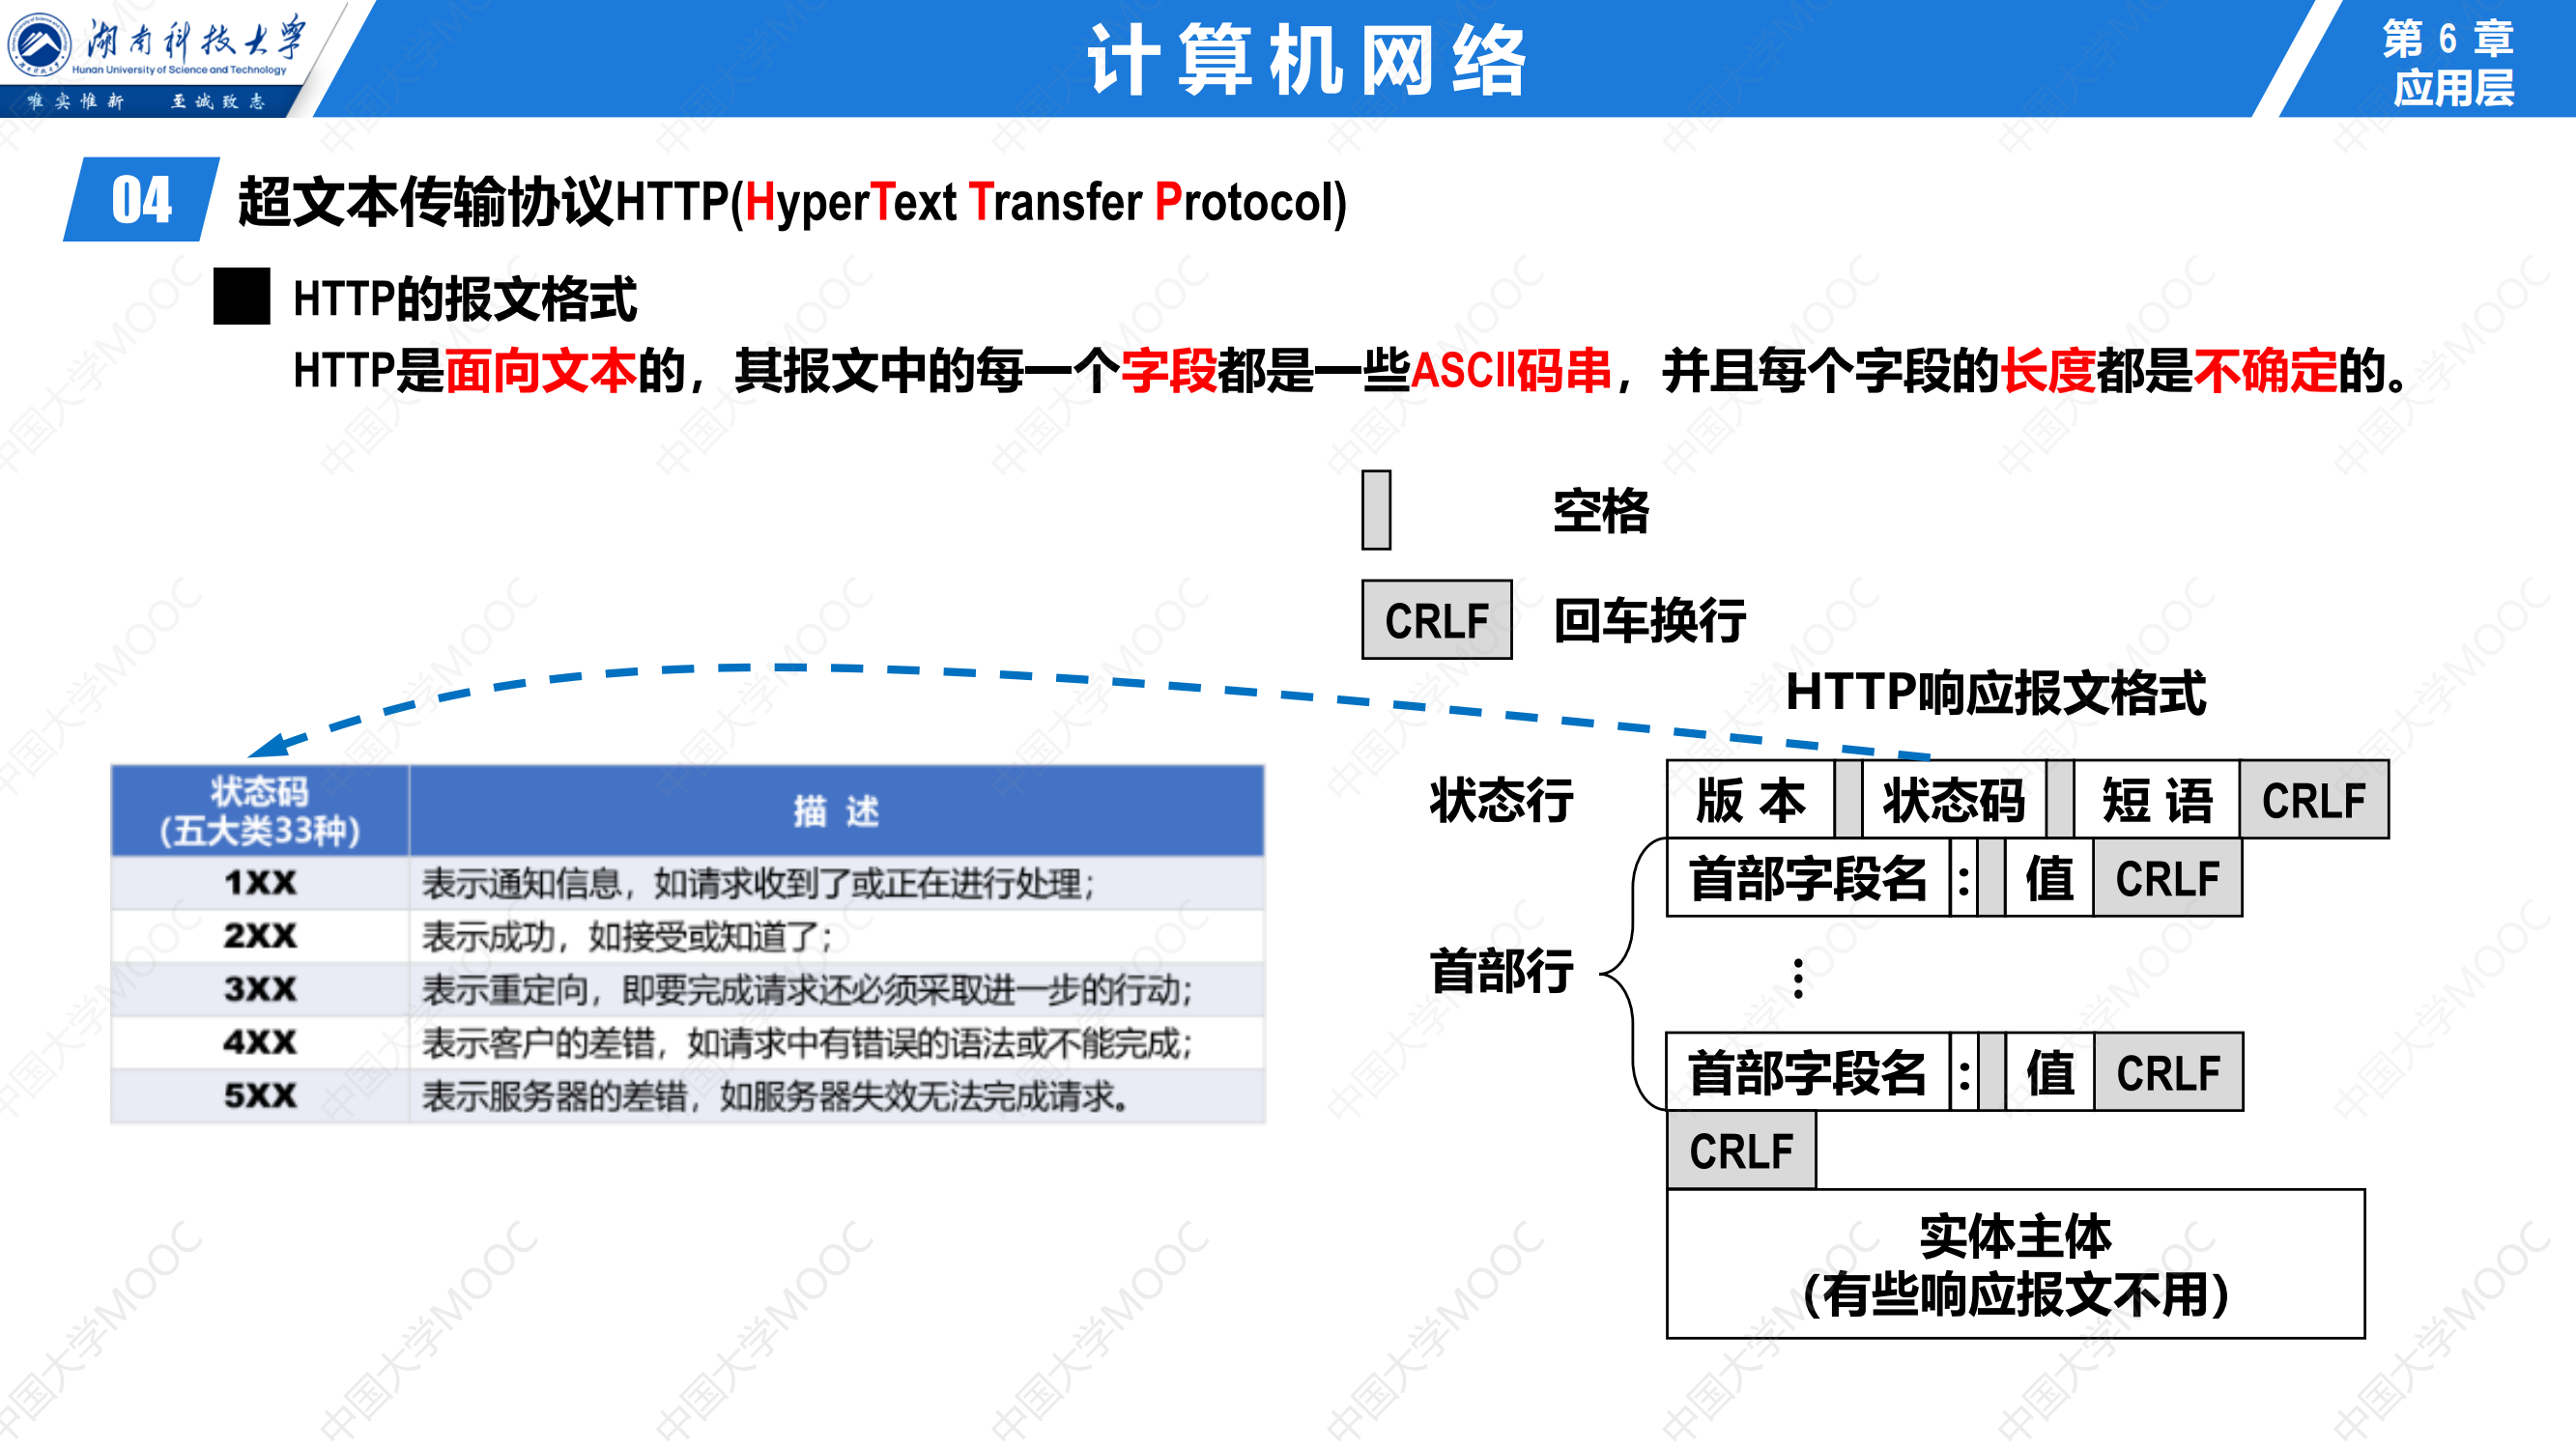 湖南科技大学
Hunan University of Science and Technology
唯实惟新 至诚致志
计算机网络
第 6 章
应用层
04 超文本传输协议HTTP(HyperText Transfer Protocol)
HTTP的报文格式
HTTP是面向文本的，其报文中的每一个字段都是一些ASCII码串，并且每个字段的长度都是不确定的。
空格
CRLF 回车换行
HTTP响应报文格式
状态码 描 述
(五大类33种)
1XX 表示通知信息，如请求收到了或正在进行处理；
2XX 表示成功，如接受或知道了；
3XX 表示重定向，即要完成请求还必须采取进一步的行动；
4XX 表示客户的差错，如请求中有错误的语法或不能完成；
5XX 表示服务器的差错，如服务器失效无法完成请求。
状态行 版 本 状态码 短 语 CRLF
首部字段名 : 值 CRLF
首部行 ⋮
首部字段名 : 值 CRLF
CRLF
实体主体
（有些响应报文不用）
中国大学MOOC